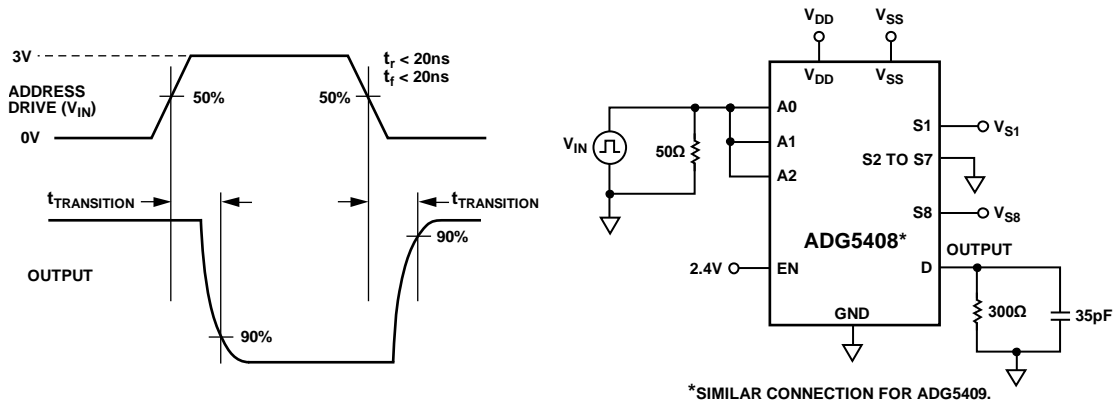 3V
ADDRESS
DRIVE (VIN)
0V
50%
50%
tr < 20ns
tf < 20ns
tTRANSITION
tTRANSITION
OUTPUT
90%
90%
VDD
VSS
VDD
VSS
VIN
50Ω
A0
A1
A2
S1
VS1
S2 TO S7
S8
VS8
ADG5408*
OUTPUT
2.4V
EN
D
GND
300Ω
35pF
*SIMILAR CONNECTION FOR ADG5409.